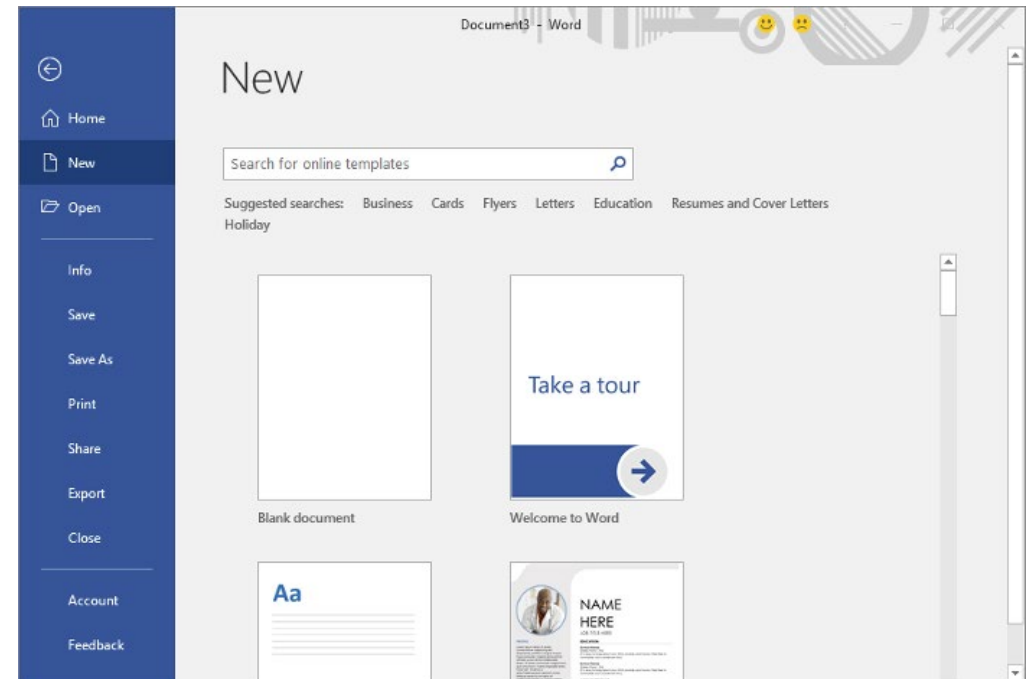 Document3 - Word
New
Home
New
Open
Info
Save
Save As
Print
Share
Export
Close
Account
Feedback
Search for online templates
Suggested searches: Business Cards Flyers Letters Education Resumes and Cover Letters
Holiday
Take a tour
Blank document
Welcome to Word
Aa
NAME
HERE